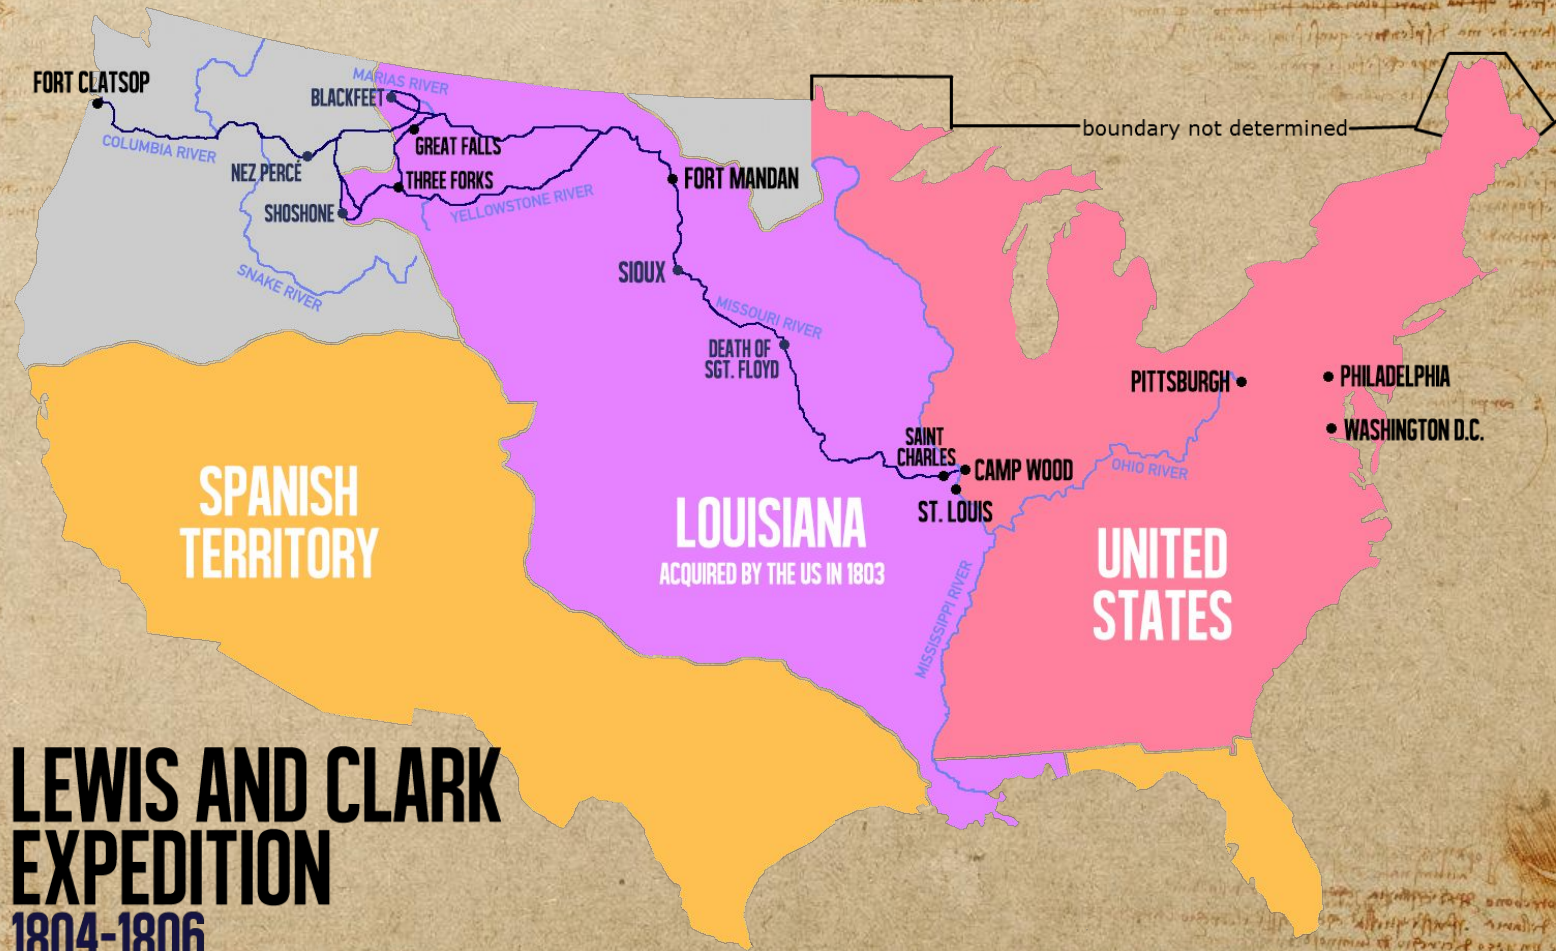 FORT CLATSOP
COLUMBIA RIVER
NEZ PERCÉ
SHOSHONE
SNAKE RIVER
MARIAS RIVER
BLACKFEET
GREAT FALLS
THREE FORKS
YELLOWSTONE RIVER
FORT MANDAN
SIOUX
MISSOURI RIVER
DEATH OF
SGT. FLOYD
SAINT
CHARLES
CAMP WOOD
ST. LOUIS
MISSISSIPPI RIVER
OHIO RIVER
PITTSBURGH
PHILADELPHIA
WASHINGTON D.C.
boundary not determined
SPANISH
TERRITORY
LOUISIANA
ACQUIRED BY THE US IN 1803
UNITED
STATES
LEWIS AND CLARK
EXPEDITION
1804-1806